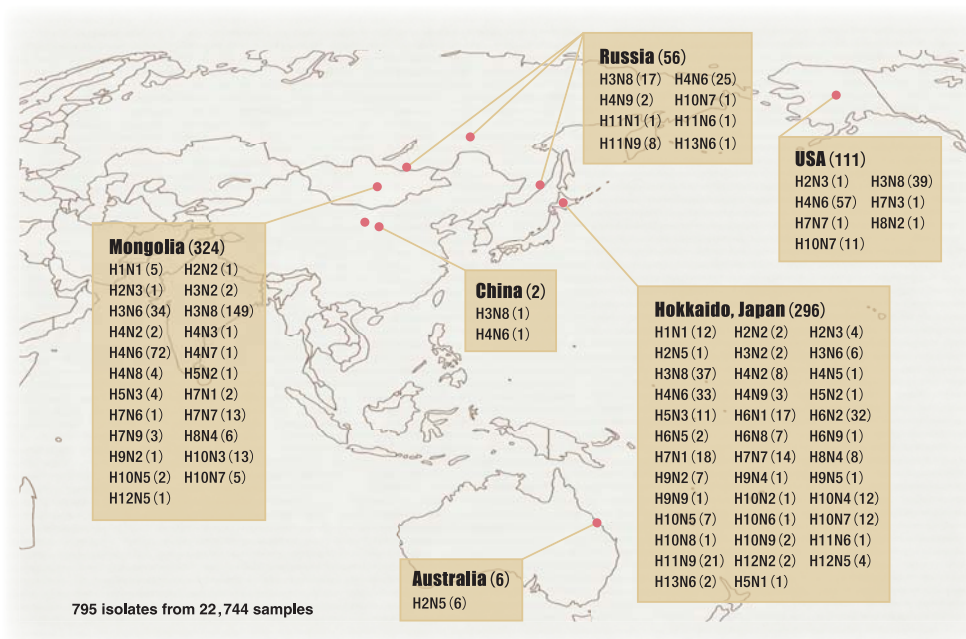 Russia (56)
H3N8 (17) H4N6 (25)
H4N9 (2) H10N7 (1)
H11N1 (1) H11N6 (1)
H11N9 (8) H13N6 (1)
USA (111)
H2N3 (1) H3N8 (39)
H4N6 (57) H7N3 (1)
H7N7 (1) H8N2 (1)
H10N7 (11)
Mongolia (324)
H1N1 (5) H2N2 (1)
H2N3 (1) H3N2 (2)
H3N6 (34) H3N8 (149)
H4N2 (2) H4N3 (1)
H4N6 (72) H4N7 (1)
H4N8 (4) H5N2 (1)
H5N3 (4) H7N1 (2)
H7N6 (1) H7N7 (13)
H7N9 (3) H8N4 (6)
H9N2 (1) H10N3 (13)
H10N5 (2) H10N7 (5)
H12N5 (1)
China (2)
H3N8 (1)
H4N6 (1)
Hokkaido, Japan (296)
H1N1 (12) H2N2 (2) H2N3 (4)
H2N5 (1) H3N2 (2) H3N6 (6)
H3N8 (37) H4N2 (8) H4N5 (1)
H4N6 (33) H4N9 (3) H5N2 (1)
H5N3 (11) H6N1 (17) H6N2 (32)
H6N5 (2) H6N8 (7) H6N9 (1)
H7N1 (18) H7N7 (14) H8N4 (8)
H9N2 (7) H9N4 (1) H9N5 (1)
H9N9 (1) H10N2 (1) H10N4 (12)
H10N5 (7) H10N6 (1) H10N7 (12)
H10N8 (1) H10N9 (2) H11N6 (1)
H11N9 (21) H12N2 (2) H12N5 (4)
H13N6 (2) H5N1 (1)
Australia (6)
H2N5 (6)
795 isolates from 22,744 samples